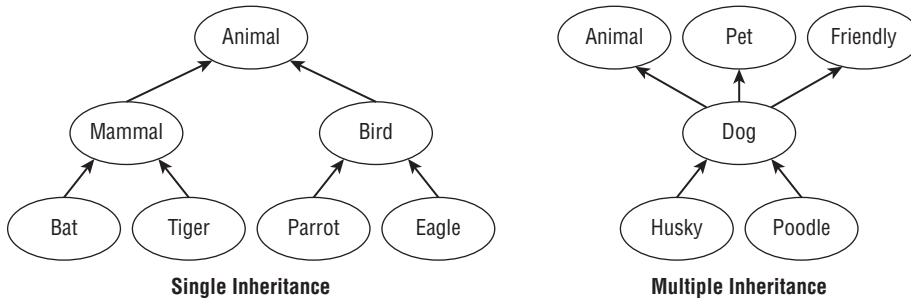 Animal
Mammal
Bird
Bat
Tiger
Parrot
Eagle
Single Inheritance
Animal
Pet
Friendly
Dog
Husky
Poodle
Multiple Inheritance